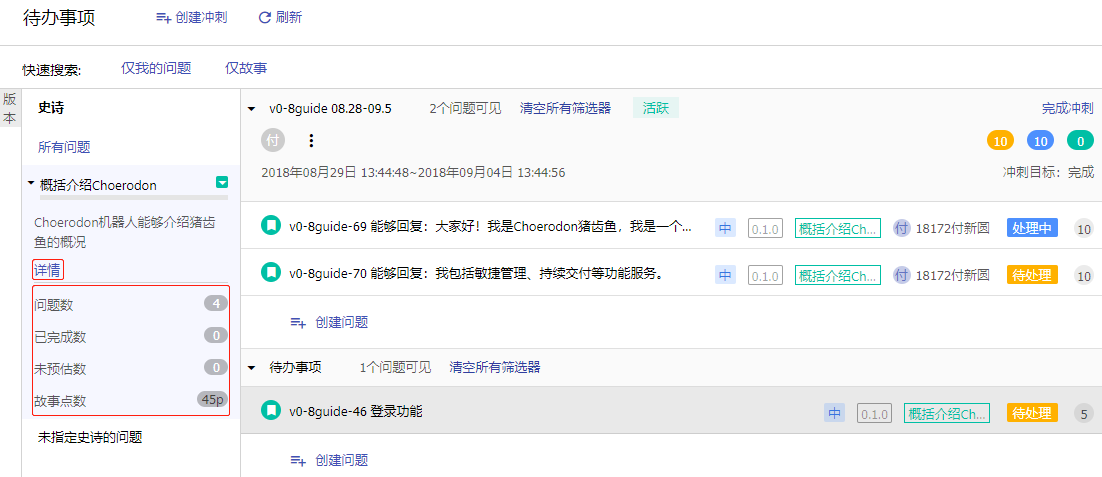 待办事项
创建冲刺
刷新
快速搜索:
仅我的问题
仅故事
版本
史诗
所有问题
概括介绍Choerodon
Choerodon机器人能够介绍猪齿
鱼的概况
详情
问题数 4
已完成数 0
未预估数 0
故事点数 45p
未指定史诗的问题
v0-8guide 08.28-09.5 2个问题可见 清空所有筛选器 活跃 完成冲刺
付 10 10 0
2018年08月29日 13:44:48~2018年09月04日 13:44:56 冲刺目标：完成
v0-8guide-69 能够回复：大家好！我是Choerodon猪齿鱼，我是一个... 中 0.1.0 概括介绍Ch... 付 18172付新圆 处理中 10
v0-8guide-70 能够回复：我包括敏捷管理、持续交付等功能服务。 中 0.1.0 概括介绍Ch... 付 18172付新圆 待处理 10
创建问题
待办事项 1个问题可见 清空所有筛选器
v0-8guide-46 登录功能 中 0.1.0 概括介绍Ch... 待处理 5
创建问题